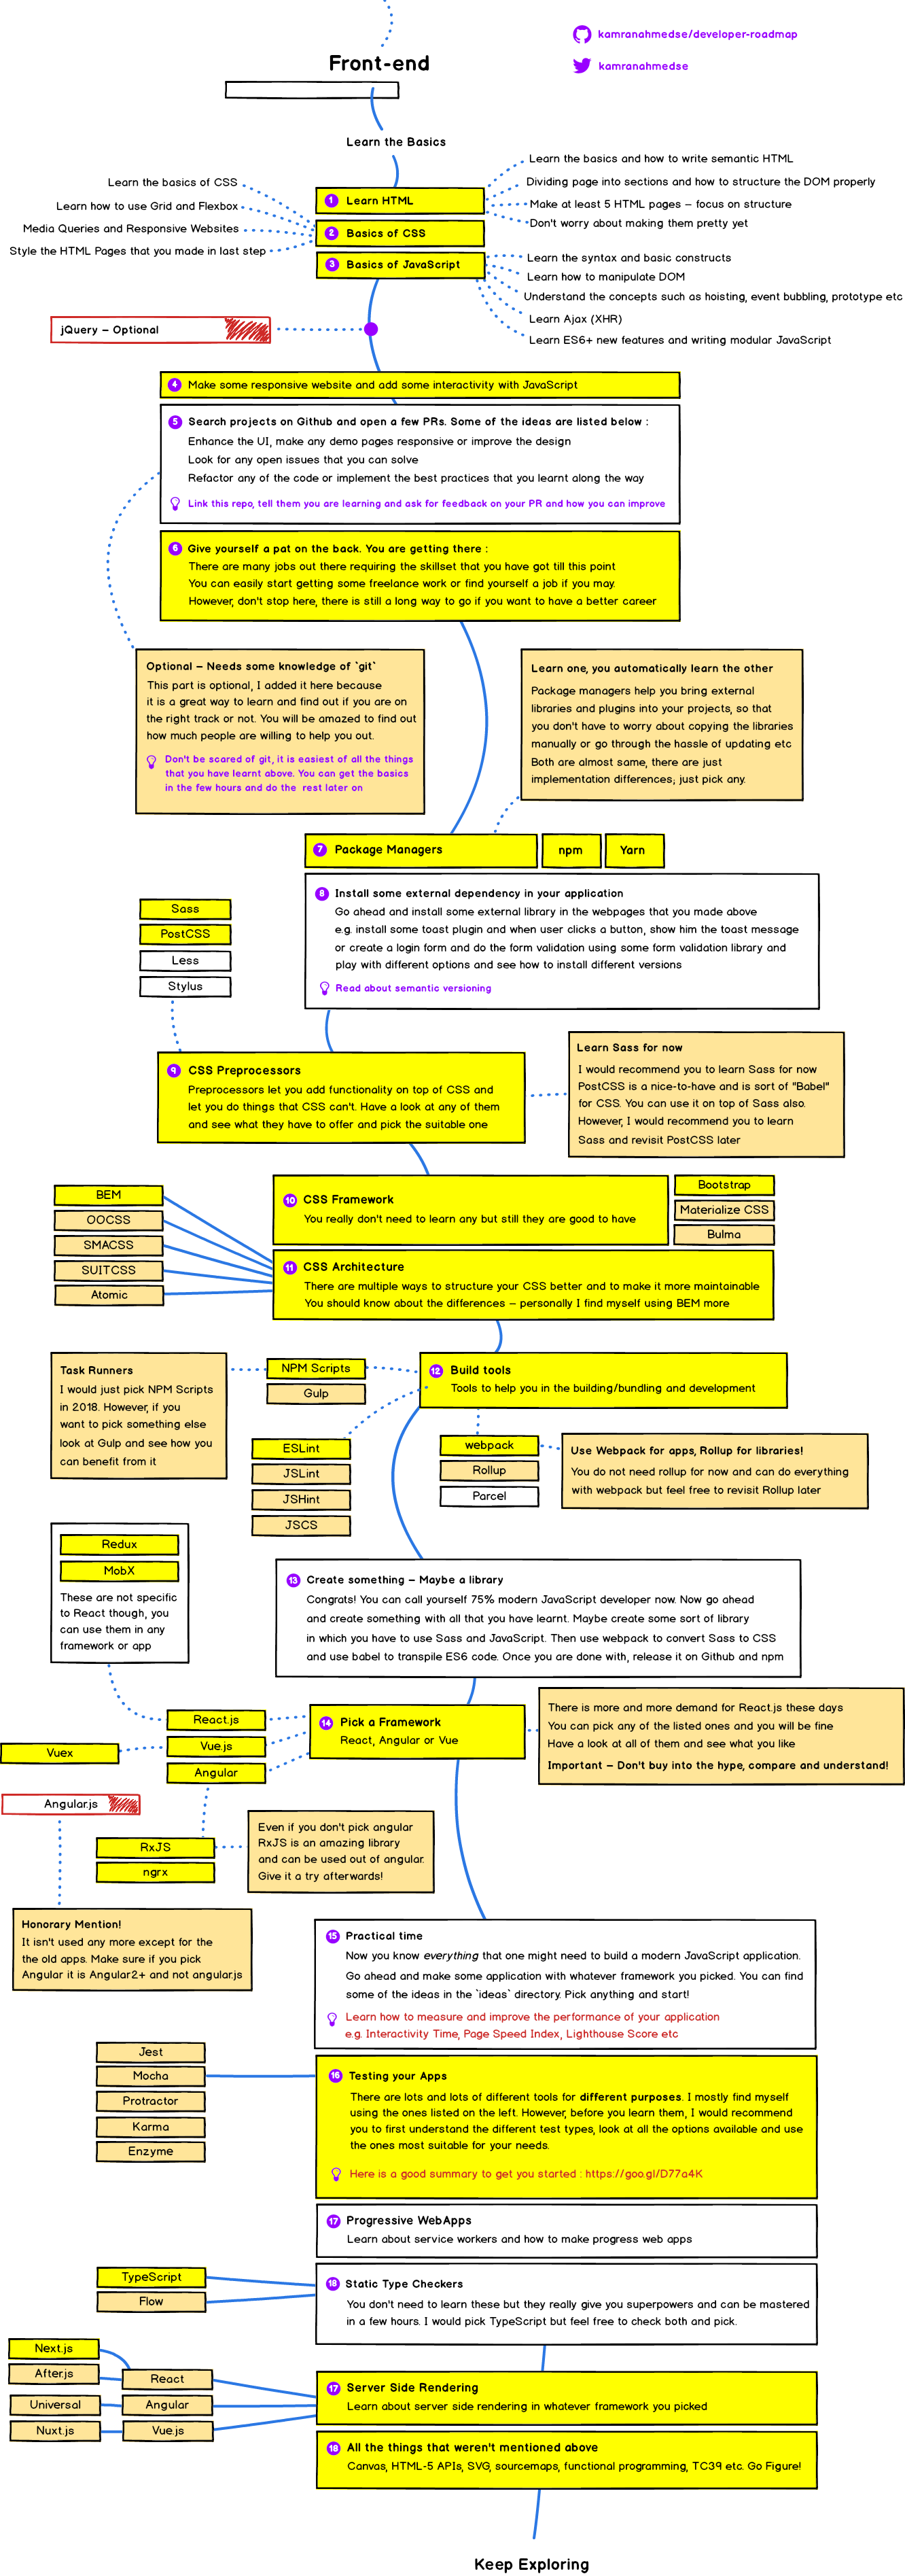 kamranahmedse/developer-roadmap
Front-end
kamranahmedse
Learn the Basics
Learn the basics and how to write semantic HTML
Dividing page into sections and how to structure the DOM properly
Make at least 5 HTML pages – focus on structure
Don't worry about making them pretty yet
1 Learn HTML
Learn the basics of CSS
Learn how to use Grid and Flexbox
Media Queries and Responsive Websites
Style the HTML Pages that you made in last step
2 Basics of CSS
3 Basics of JavaScript
Learn the syntax and basic constructs
Learn how to manipulate DOM
Understand the concepts such as hoisting, event bubbling, prototype etc
Learn Ajax (XHR)
Learn ES6+ new features and writing modular JavaScript
jQuery – Optional
4 Make some responsive website and add some interactivity with JavaScript
5 Search projects on Github and open a few PRs. Some of the ideas are listed below :
Enhance the UI, make any demo pages responsive or improve the design
Look for any open issues that you can solve
Refactor any of the code or implement the best practices that you learnt along the way
Link this repo, tell them you are learning and ask for feedback on your PR and how you can improve
6 Give yourself a pat on the back. You are getting there :
There are many jobs out there requiring the skillset that you have got till this point
You can easily start getting some freelance work or find yourself a job if you may.
However, don't stop here, there is still a long way to go if you want to have a better career
Optional – Needs some knowledge of `git`
This part is optional, I added it here because
it is a great way to learn and find out if you are on
the right track or not. You will be amazed to find out
how much people are willing to help you out.
Don't be scared of git, it is easiest of all the things
that you have learnt above. You can get the basics
in the few hours and do the rest later on
Learn one, you automatically learn the other
Package managers help you bring external
libraries and plugins into your projects, so that
you don't have to worry about copying the libraries
manually or go through the hassle of updating etc
Both are almost same, there are just
implementation differences; just pick any.
7 Package Managers
npm
Yarn
8 Install some external dependency in your application
Go ahead and install some external library in the webpages that you made above
e.g. install some toast plugin and when user clicks a button, show him the toast message
or create a login form and do the form validation using some form validation library and
play with different options and see how to install different versions
Read about semantic versioning
Sass
PostCSS
Less
Stylus
9 CSS Preprocessors
Preprocessors let you add functionality on top of CSS and
let you do things that CSS can't. Have a look at any of them
and see what they have to offer and pick the suitable one
Learn Sass for now
I would recommend you to learn Sass for now
PostCSS is a nice-to-have and is sort of "Babel"
for CSS. You can use it on top of Sass also.
However, I would recommend you to learn
Sass and revisit PostCSS later
10 CSS Framework
You really don't need to learn any but still they are good to have
Bootstrap
Materialize CSS
Bulma
BEM
OOCSS
SMACSS
SUITCSS
Atomic
11 CSS Architecture
There are multiple ways to structure your CSS better and to make it more maintainable
You should know about the differences – personally I find myself using BEM more
Task Runners
I would just pick NPM Scripts
in 2018. However, if you
want to pick something else
look at Gulp and see how you
can benefit from it
NPM Scripts
Gulp
12 Build tools
Tools to help you in the building/bundling and development
ESLint
JSLint
JSHint
JSCS
webpack
Rollup
Parcel
Use Webpack for apps, Rollup for libraries!
You do not need rollup for now and can do everything
with webpack but feel free to revisit Rollup later
Redux
MobX
These are not specific
to React though, you
can use them in any
framework or app
13 Create something – Maybe a library
Congrats! You can call yourself 75% modern JavaScript developer now. Now go ahead
and create something with all that you have learnt. Maybe create some sort of library
in which you have to use Sass and JavaScript. Then use webpack to convert Sass to CSS
and use babel to transpile ES6 code. Once you are done with, release it on Github and npm
React.js
Vue.js
Angular
Vuex
14 Pick a Framework
React, Angular or Vue
There is more and more demand for React.js these days
You can pick any of the listed ones and you will be fine
Have a look at all of them and see what you like
Important – Don't buy into the hype, compare and understand!
Angular.js
RxJS
ngrx
Even if you don't pick angular
RxJS is an amazing library
and can be used out of angular.
Give it a try afterwards!
Honorary Mention!
It isn't used any more except for the
the old apps. Make sure if you pick
Angular it is Angular2+ and not angular.js
15 Practical time
Now you know everything that one might need to build a modern JavaScript application.
Go ahead and make some application with whatever framework you picked. You can find
some of the ideas in the `ideas` directory. Pick anything and start!
Learn how to measure and improve the performance of your application
e.g. Interactivity Time, Page Speed Index, Lighthouse Score etc
Jest
Mocha
Protractor
Karma
Enzyme
16 Testing your Apps
There are lots and lots of different tools for different purposes. I mostly find myself
using the ones listed on the left. However, before you learn them, I would recommend
you to first understand the different test types, look at all the options available and use
the ones most suitable for your needs.
Here is a good summary to get you started : https://goo.gl/D77a4K
17 Progressive WebApps
Learn about service workers and how to make progress web apps
TypeScript
Flow
18 Static Type Checkers
You don't need to learn these but they really give you superpowers and can be mastered
in a few hours. I would pick TypeScript but feel free to check both and pick.
Next.js
After.js
Universal
Nuxt.js
React
Angular
Vue.js
17 Server Side Rendering
Learn about server side rendering in whatever framework you picked
18 All the things that weren't mentioned above
Canvas, HTML-5 APIs, SVG, sourcemaps, functional programming, TC39 etc. Go Figure!
Keep Exploring